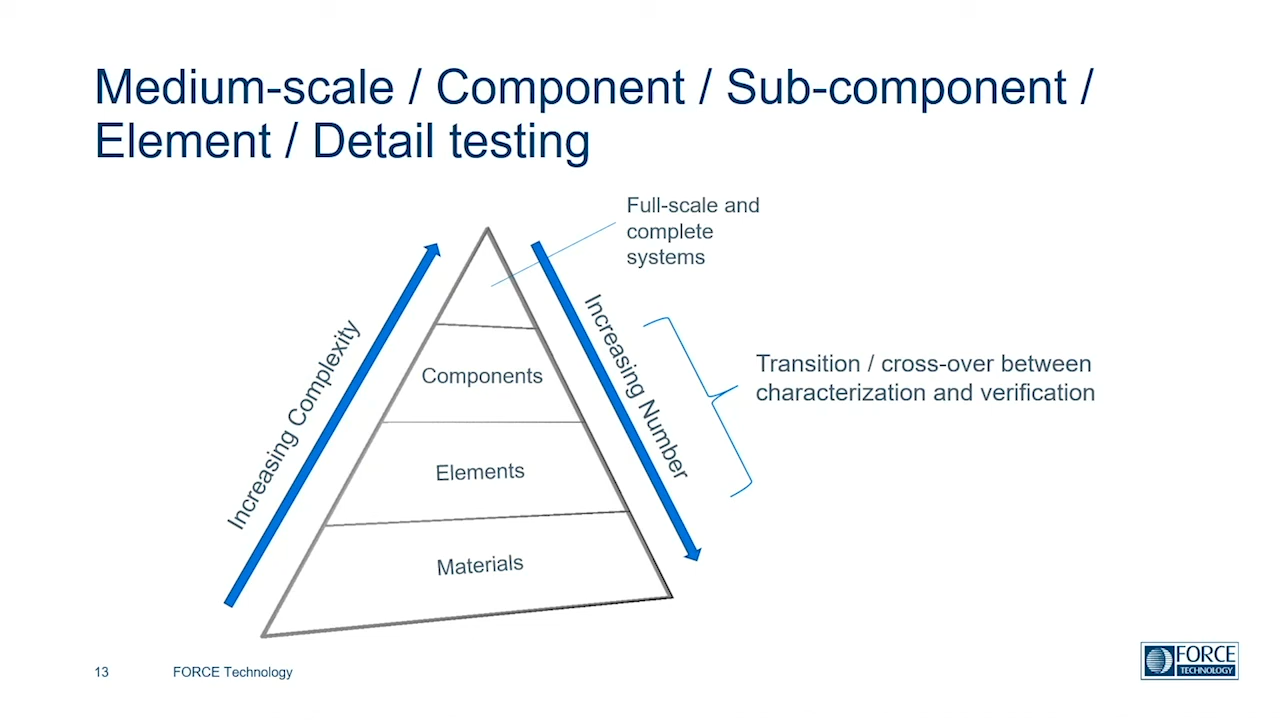 Medium-scale / Component / Sub-component /
Element / Detail testing
Full-scale and
complete
systems
Increasing Complexity
Increasing Number
Components
Transition / cross-over between
characterization and verification
Elements
Materials
13
FORCE Technology
FORCE
TECHNOLOGY